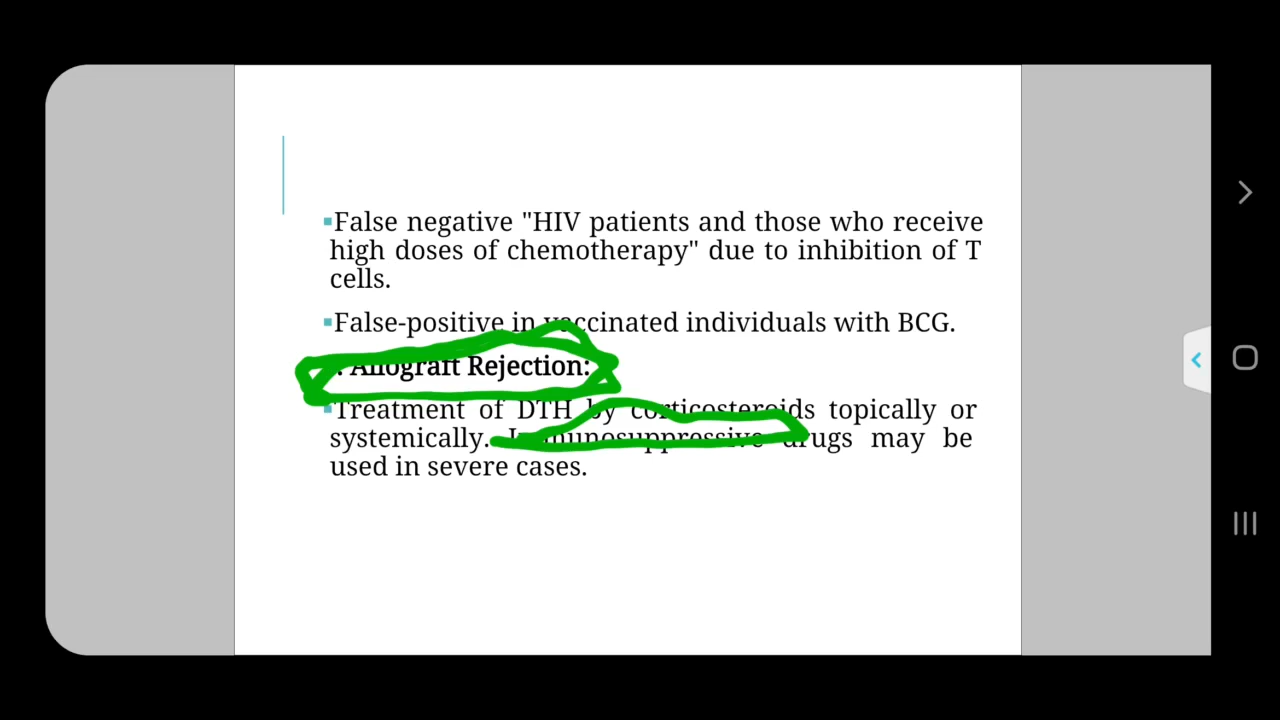 ▪False negative "HIV patients and those who receive
high doses of chemotherapy" due to inhibition of T
cells.
▪False-positive in vaccinated individuals with BCG.
. Allograft Rejection:
▪Treatment of DTH by corticosteroids topically or
systemically. Immunosuppressive drugs may be
used in severe cases.